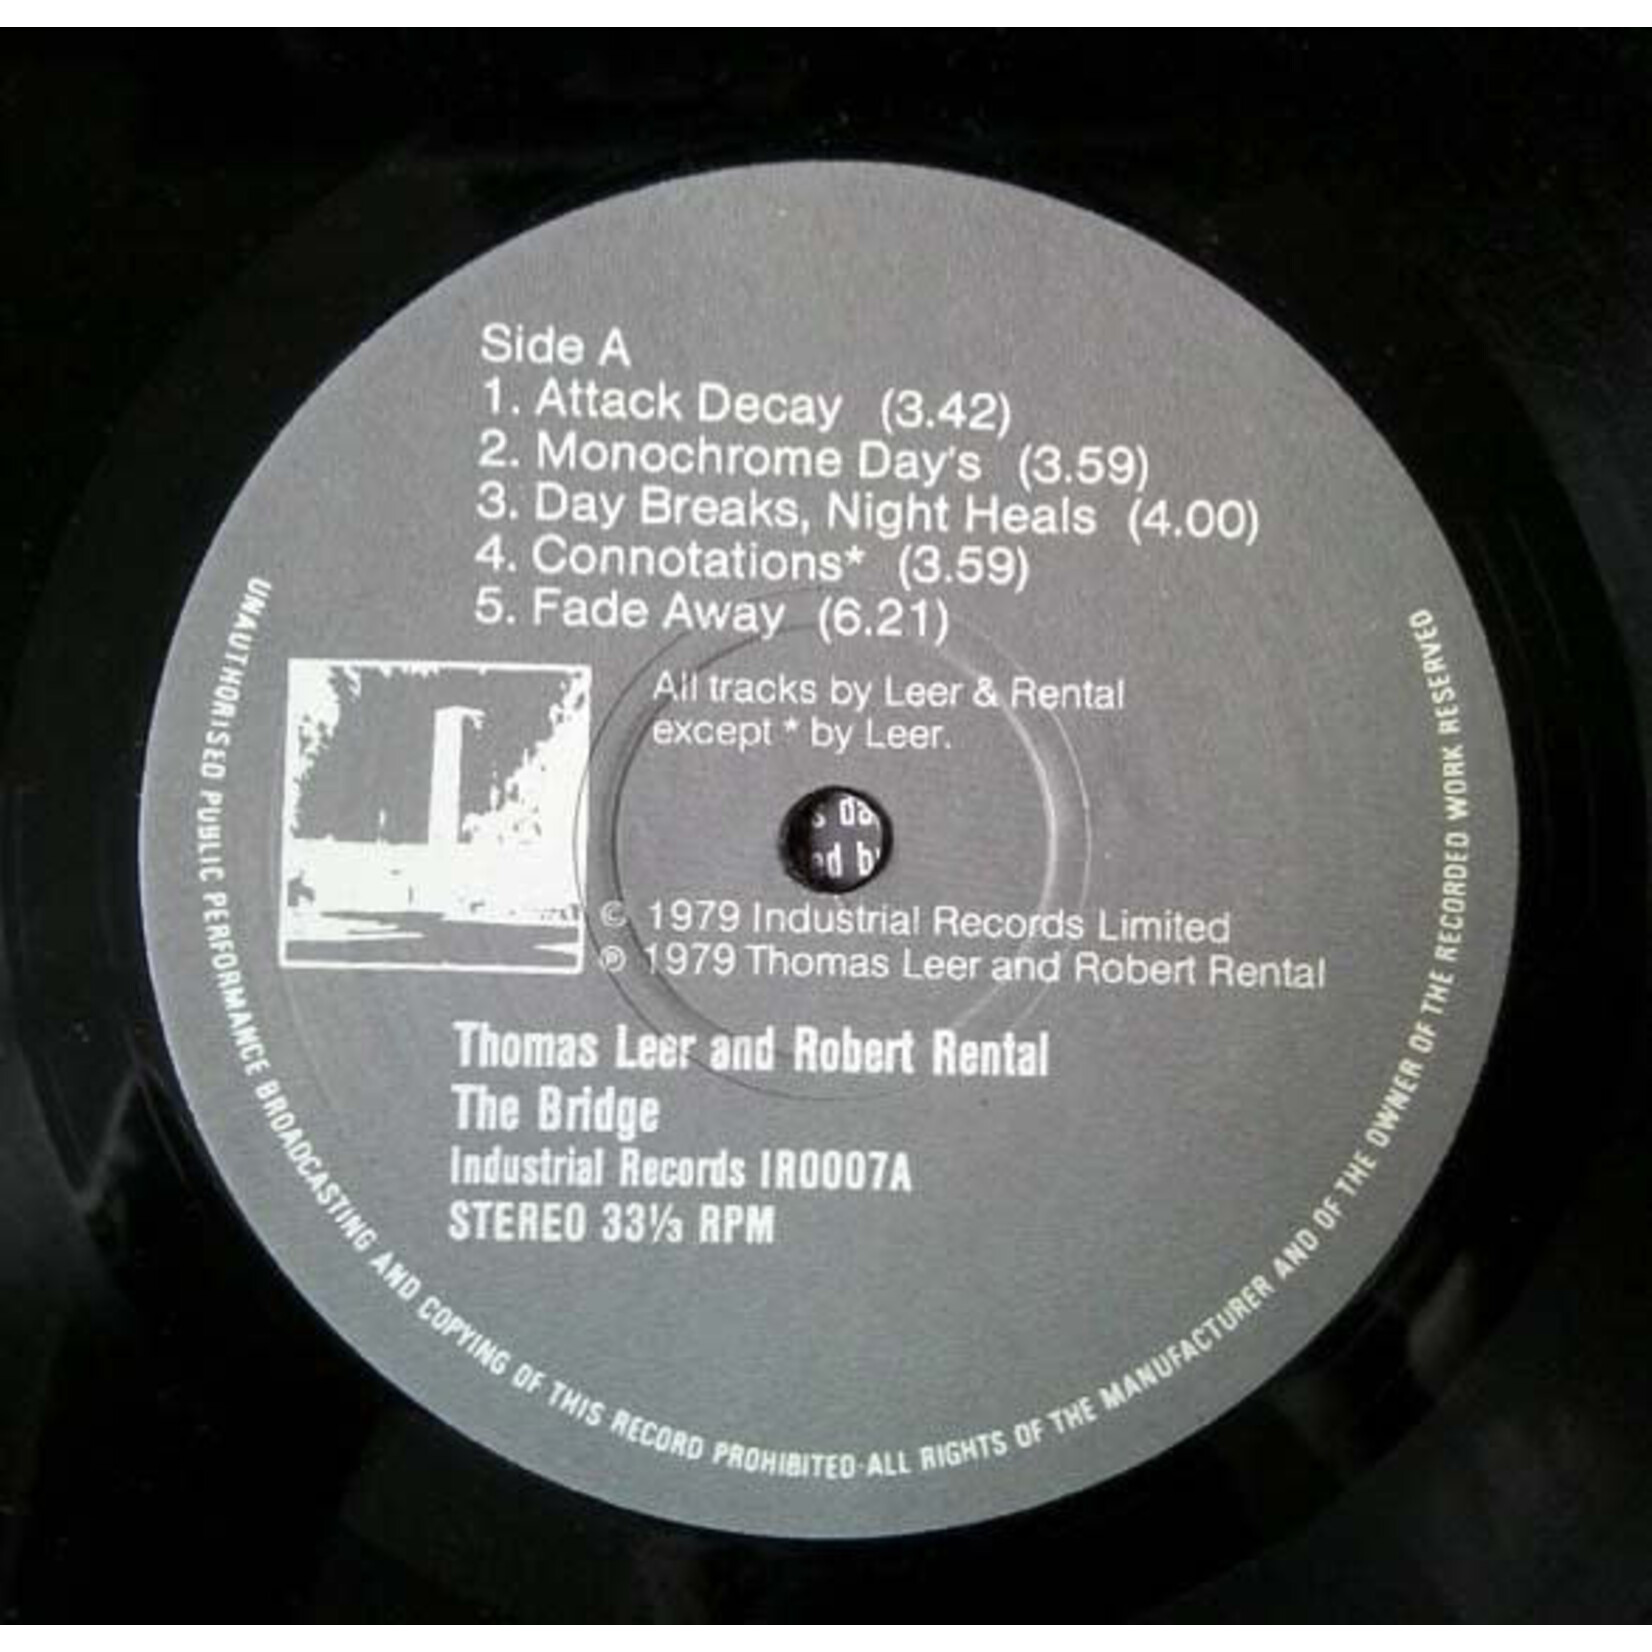 Side A
1. Attack Decay (3.42)
2. Monochrome Day's (3.59)
3. Day Breaks, Night Heals (4.00)
4. Connotations* (3.59)
5. Fade Away (6.21)
All tracks by Leer & Rental
except * by Leer.
© 1979 Industrial Records Limited
℗ 1979 Thomas Leer and Robert Rental
Thomas Leer and Robert Rental
The Bridge
Industrial Records IR0007A
STEREO 33⅓ RPM
UNAUTHORISED PUBLIC PERFORMANCE BROADCASTING AND COPYING OF THIS RECORD PROHIBITED·ALL RIGHTS OF THE MANUFACTURER AND OF THE OWNER OF THE RECORDED WORK RESERVED